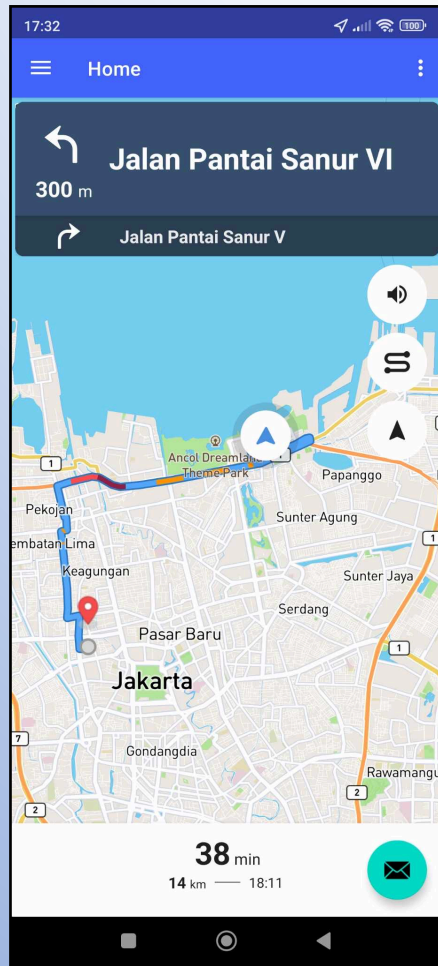 17:32
100
Home
300 m
Jalan Pantai Sanur VI
Jalan Pantai Sanur V
Ancol Dreamland
Theme Park
1
1
Papanggo
Pekojan
Sunter Agung
embatan Lima
1
Keagungan
Sunter Jaya
Serdang
Pasar Baru
1
Jakarta
7
Gondangdia
Rawamangu
2
2
38 min
14 km 18:11